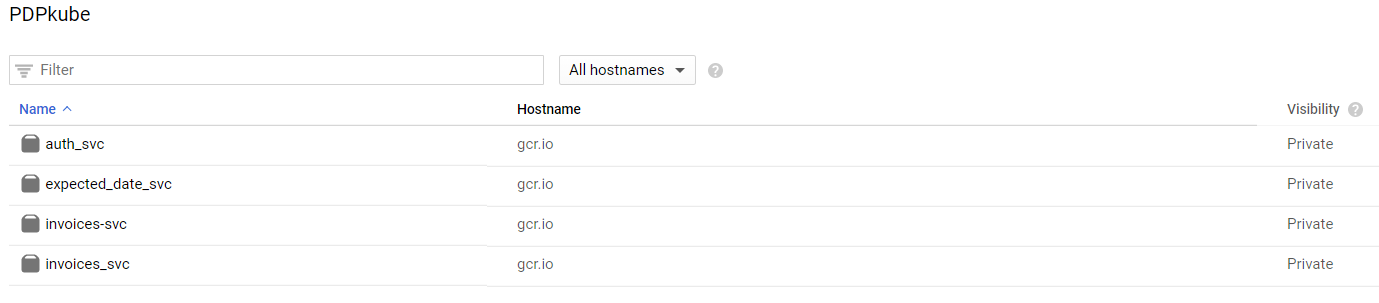 PDPkube
Filter All hostnames ?
Name Hostname Visibility ?
auth_svc gcr.io Private
expected_date_svc gcr.io Private
invoices-svc gcr.io Private
invoices_svc gcr.io Private